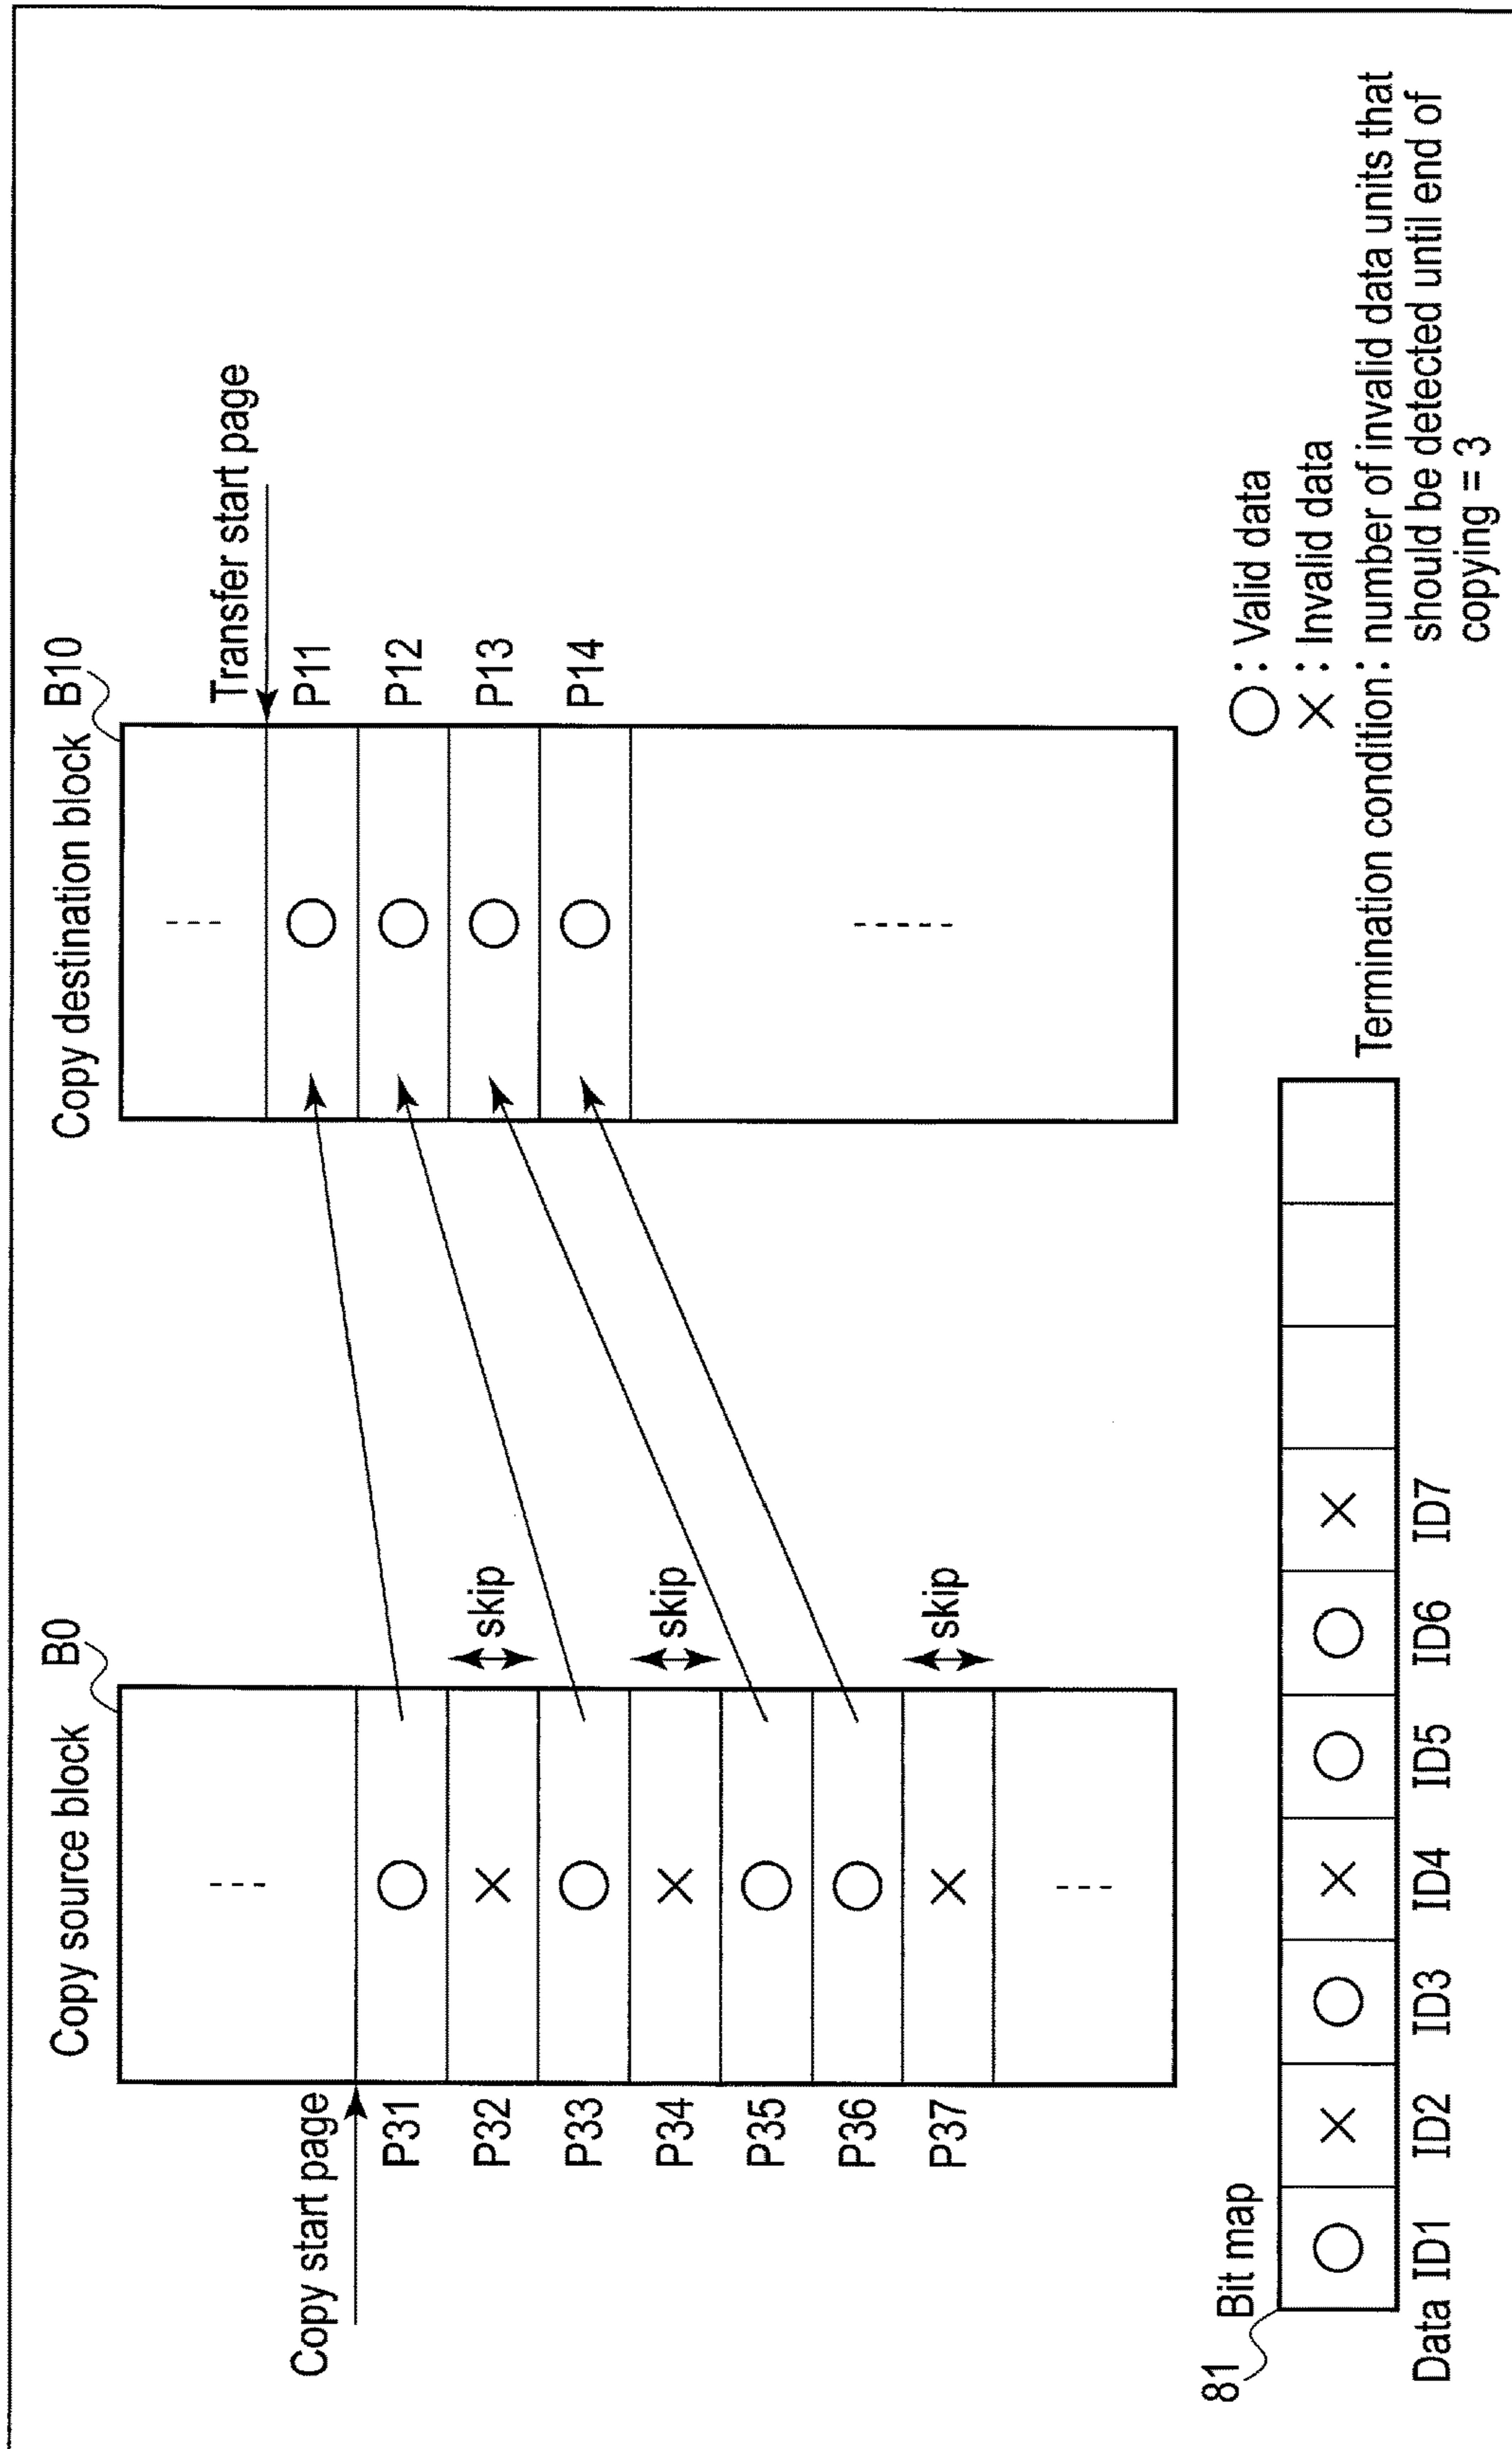 Copy source block
B0
Copy destination block
B10
Copy start page
Transfer start page
P31
P32
P33
P34
P35
P36
P37
skip
skip
skip
P11
P12
P13
P14
81
Bit map
Data ID1 ID2 ID3 ID4 ID5 ID6 ID7
○ : Valid data
× : Invalid data
Termination condition: number of invalid data units that
should be detected until end of
copying = 3